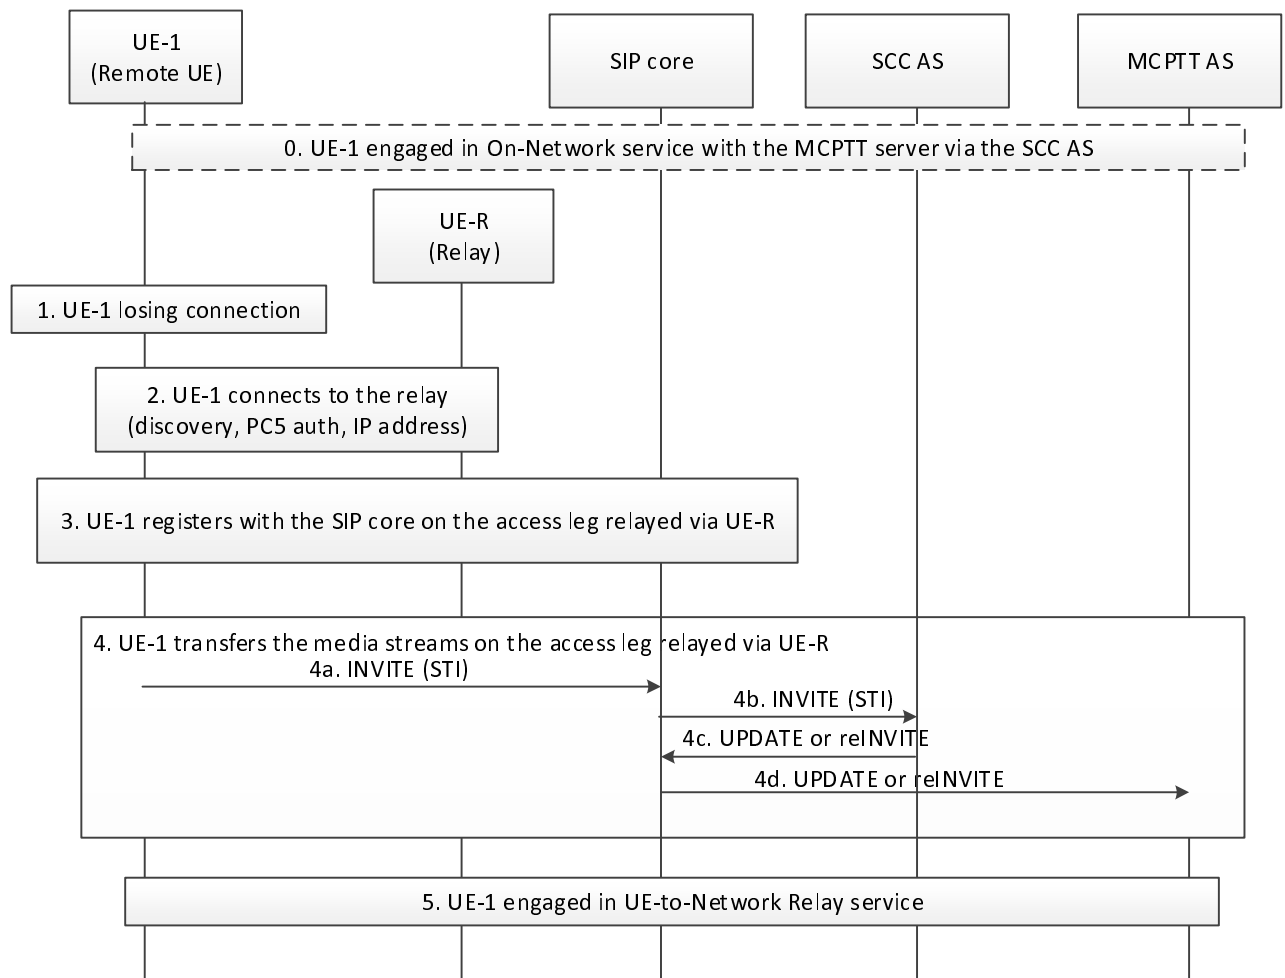 UE-1
(Remote UE)
SIP core
SCC AS
MCPTT AS
0. UE-1 engaged in On-Network service with the MCPTT server via the SCC AS
UE-R
(Relay)
1. UE-1 losing connection
2. UE-1 connects to the relay
(discovery, PC5 auth, IP address)
3. UE-1 registers with the SIP core on the access leg relayed via UE-R
4. UE-1 transfers the media streams on the access leg relayed via UE-R
4a. INVITE (STI)
4b. INVITE (STI)
4c. UPDATE or reINVITE
4d. UPDATE or reINVITE
5. UE-1 engaged in UE-to-Network Relay service